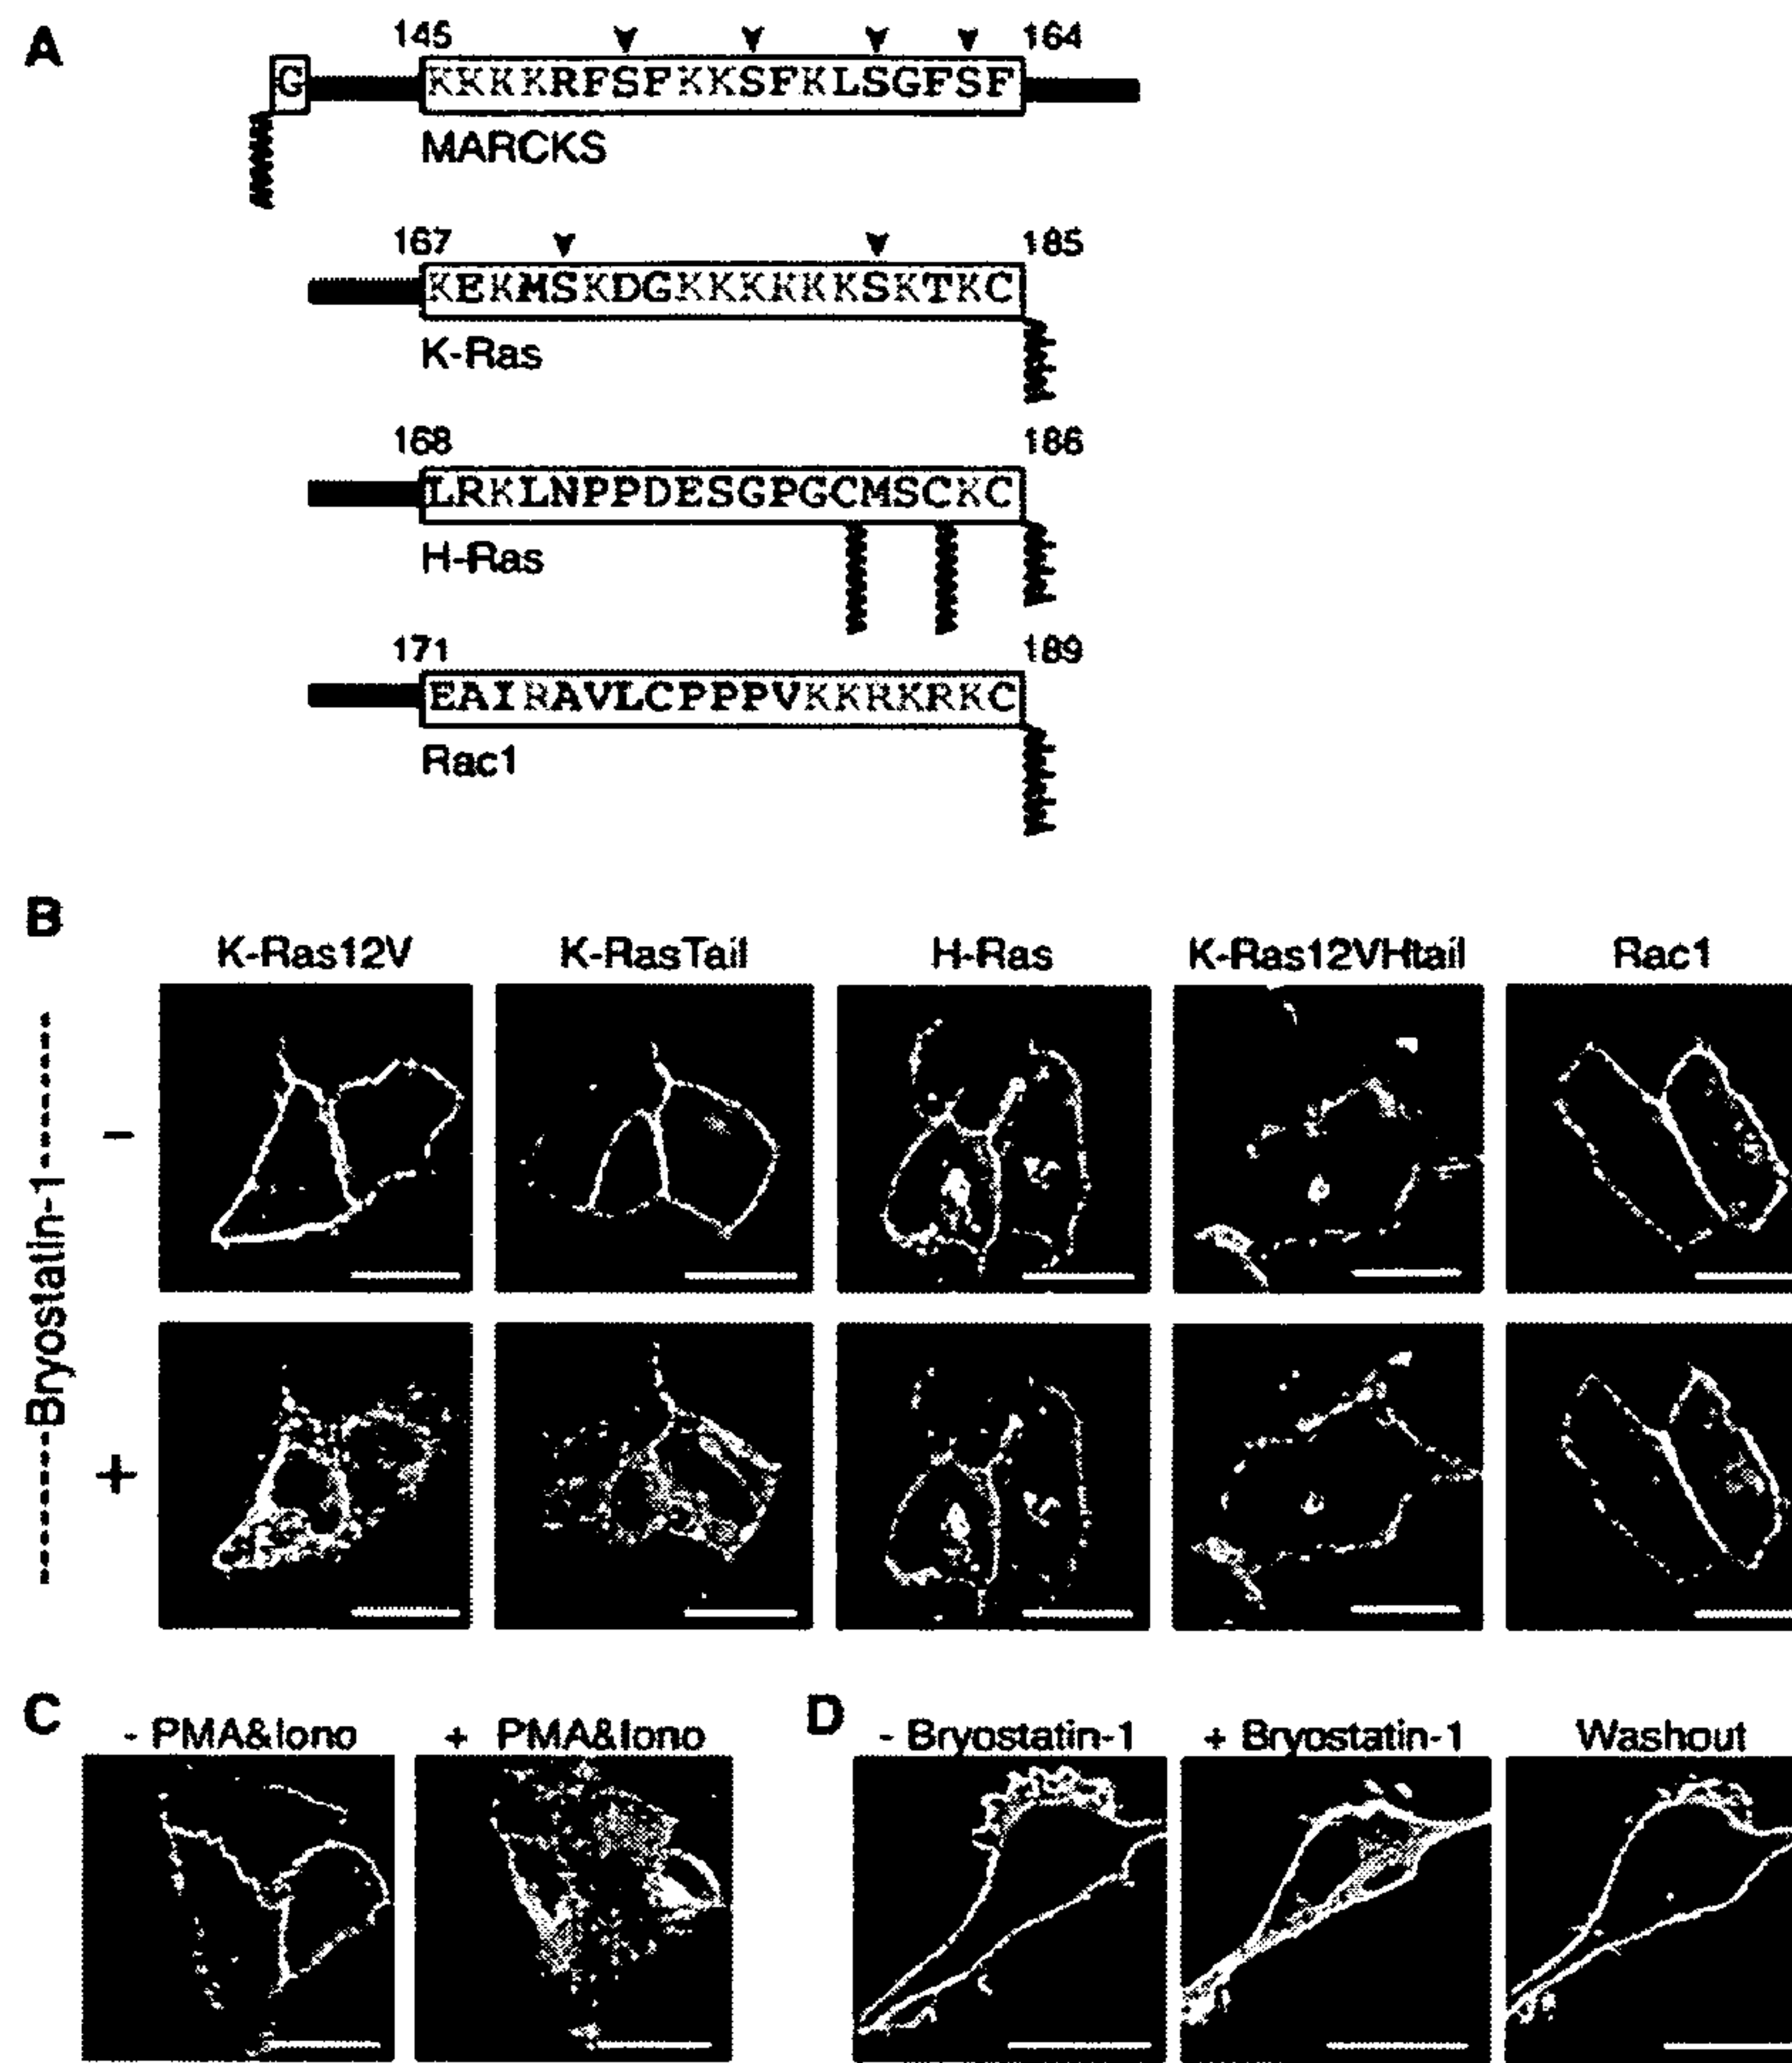 A
145 164
G KKKKRFSFKKSFKLSGFSF
MARCKS
167 185
KEKMSKDGKKKKKKSKTKC
K-Ras
168 186
LRKLNPPDESGPGCMSCKC
H-Ras
171 189
EAIRAVLCPPPVKKRKRKC
Rac1
B
K-Ras12V K-RasTail H-Ras K-Ras12VHtail Rac1
Bryostatin-1
-
+
C
- PMA&Iono + PMA&Iono
D
- Bryostatin-1 + Bryostatin-1 Washout